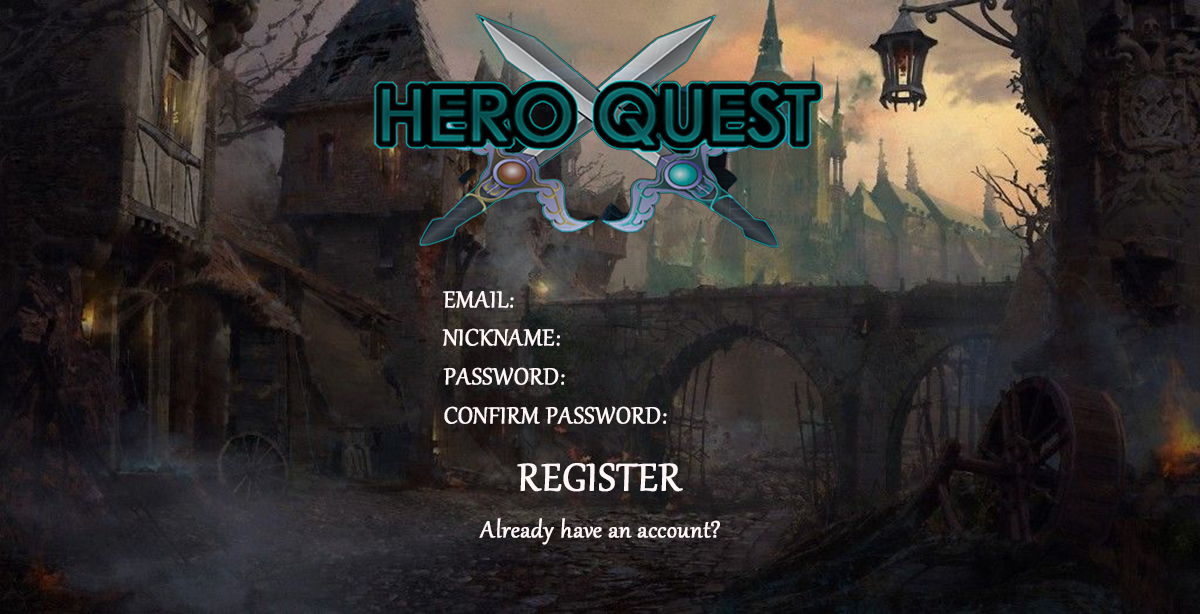 HERO QUEST
EMAIL:
NICKNAME:
PASSWORD:
CONFIRM PASSWORD:
REGISTER
Already have an account?